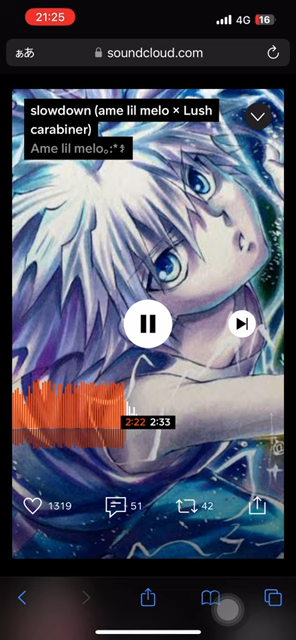 21:25
4G 16
ぁあ soundcloud.com
slowdown (ame lil melo × Lush
carabiner)
Ame lil melo｡:*ｷ
2:22 2:33
1319 51 42